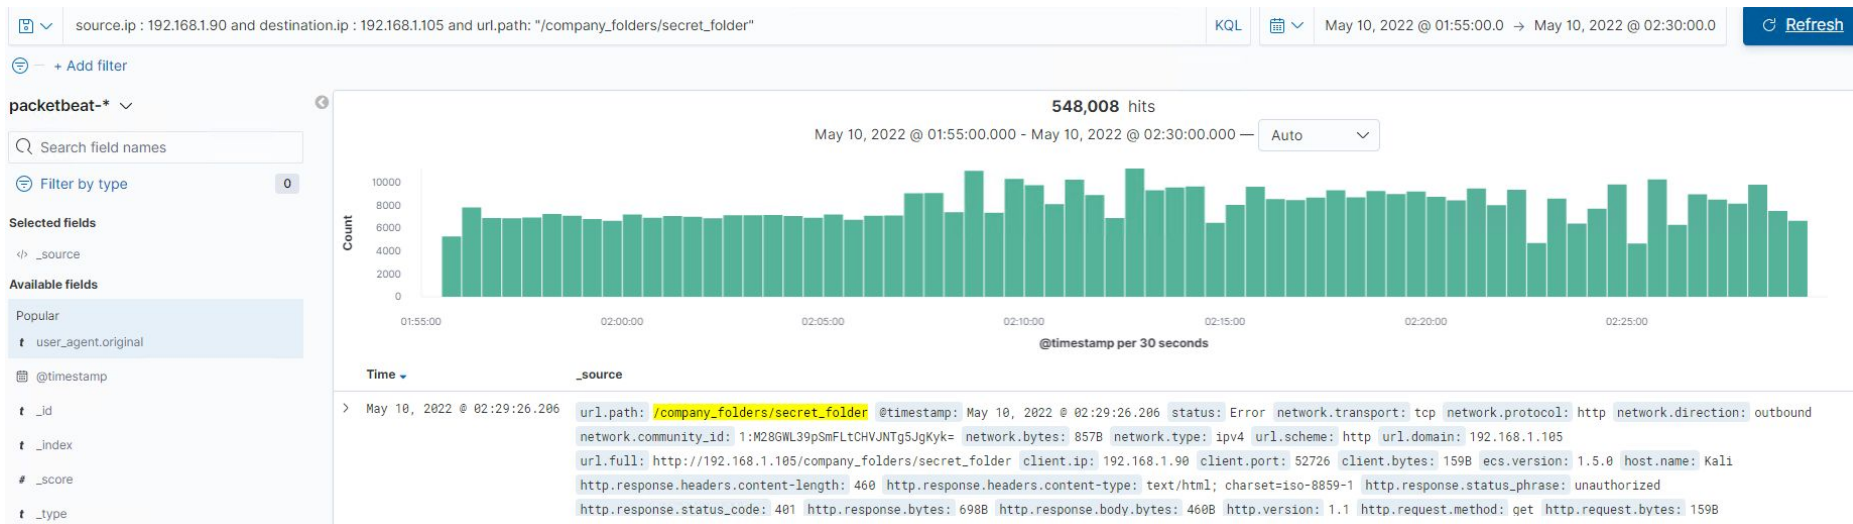 source.ip : 192.168.1.90 and destination.ip : 192.168.1.105 and url.path: "/company_folders/secret_folder" KQL May 10, 2022 @ 01:55:00.0 → May 10, 2022 @ 02:30:00.0 Refresh
+ Add filter
packetbeat-*
Search field names
Filter by type 0
Selected fields
</> _source
Available fields
Popular
t user_agent.original
@timestamp
t _id
t _index
# _score
t _type
548,008 hits
May 10, 2022 @ 01:55:00.000 - May 10, 2022 @ 02:30:00.000 — Auto
Count
10000
8000
6000
4000
2000
0
01:55:00 02:00:00 02:05:00 02:10:00 02:15:00 02:20:00 02:25:00
@timestamp per 30 seconds
Time _source
May 10, 2022 @ 02:29:26.206 url.path: /company_folders/secret_folder @timestamp: May 10, 2022 @ 02:29:26.206 status: Error network.transport: tcp network.protocol: http network.direction: outbound
network.community_id: 1:M28GWL39pSmFLtCHVJNTg5JgKyk= network.bytes: 857B network.type: ipv4 url.scheme: http url.domain: 192.168.1.105
url.full: http://192.168.1.105/company_folders/secret_folder client.ip: 192.168.1.90 client.port: 52726 client.bytes: 159B ecs.version: 1.5.0 host.name: Kali
http.response.headers.content-length: 460 http.response.headers.content-type: text/html; charset=iso-8859-1 http.response.status_phrase: unauthorized
http.response.status_code: 401 http.response.bytes: 698B http.response.body.bytes: 460B http.version: 1.1 http.request.method: get http.request.bytes: 159B